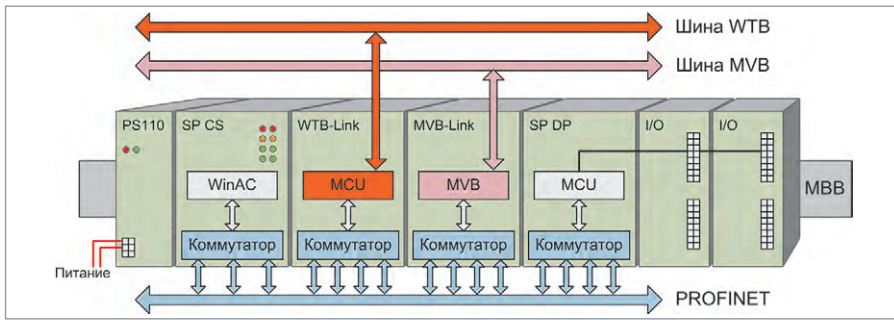 Шина WTB
Шина MVB
PS110
SP CS
WTB-Link
MVB-Link
SP DP
I/O
I/O
WinAC
MCU
MVB
MCU
MBB
Коммутатор
Коммутатор
Коммутатор
Коммутатор
Питание
PROFINET